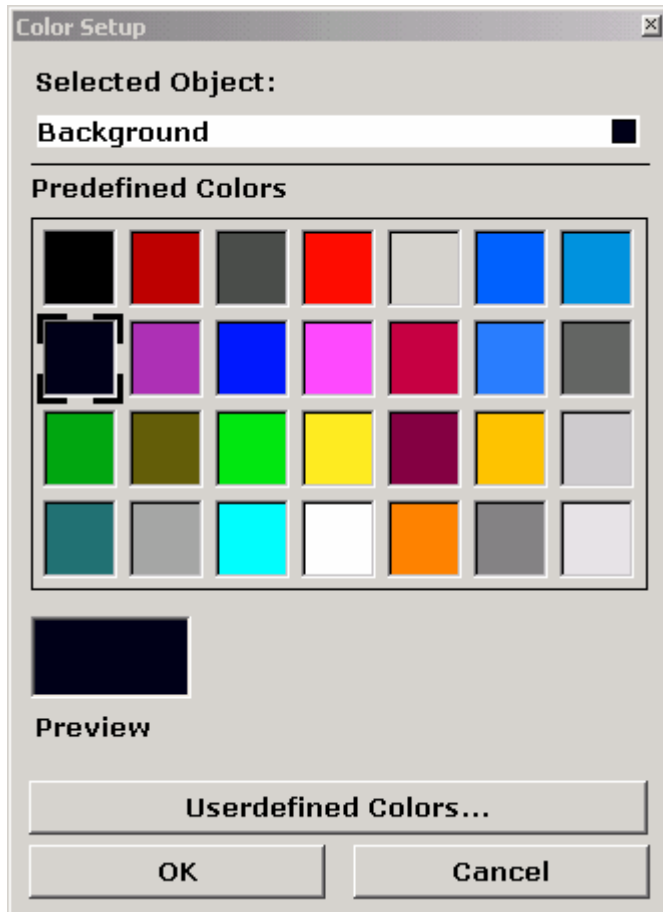 Color Setup
Selected Object:
Background
Predefined Colors
Preview
Userdefined Colors...
OK
Cancel